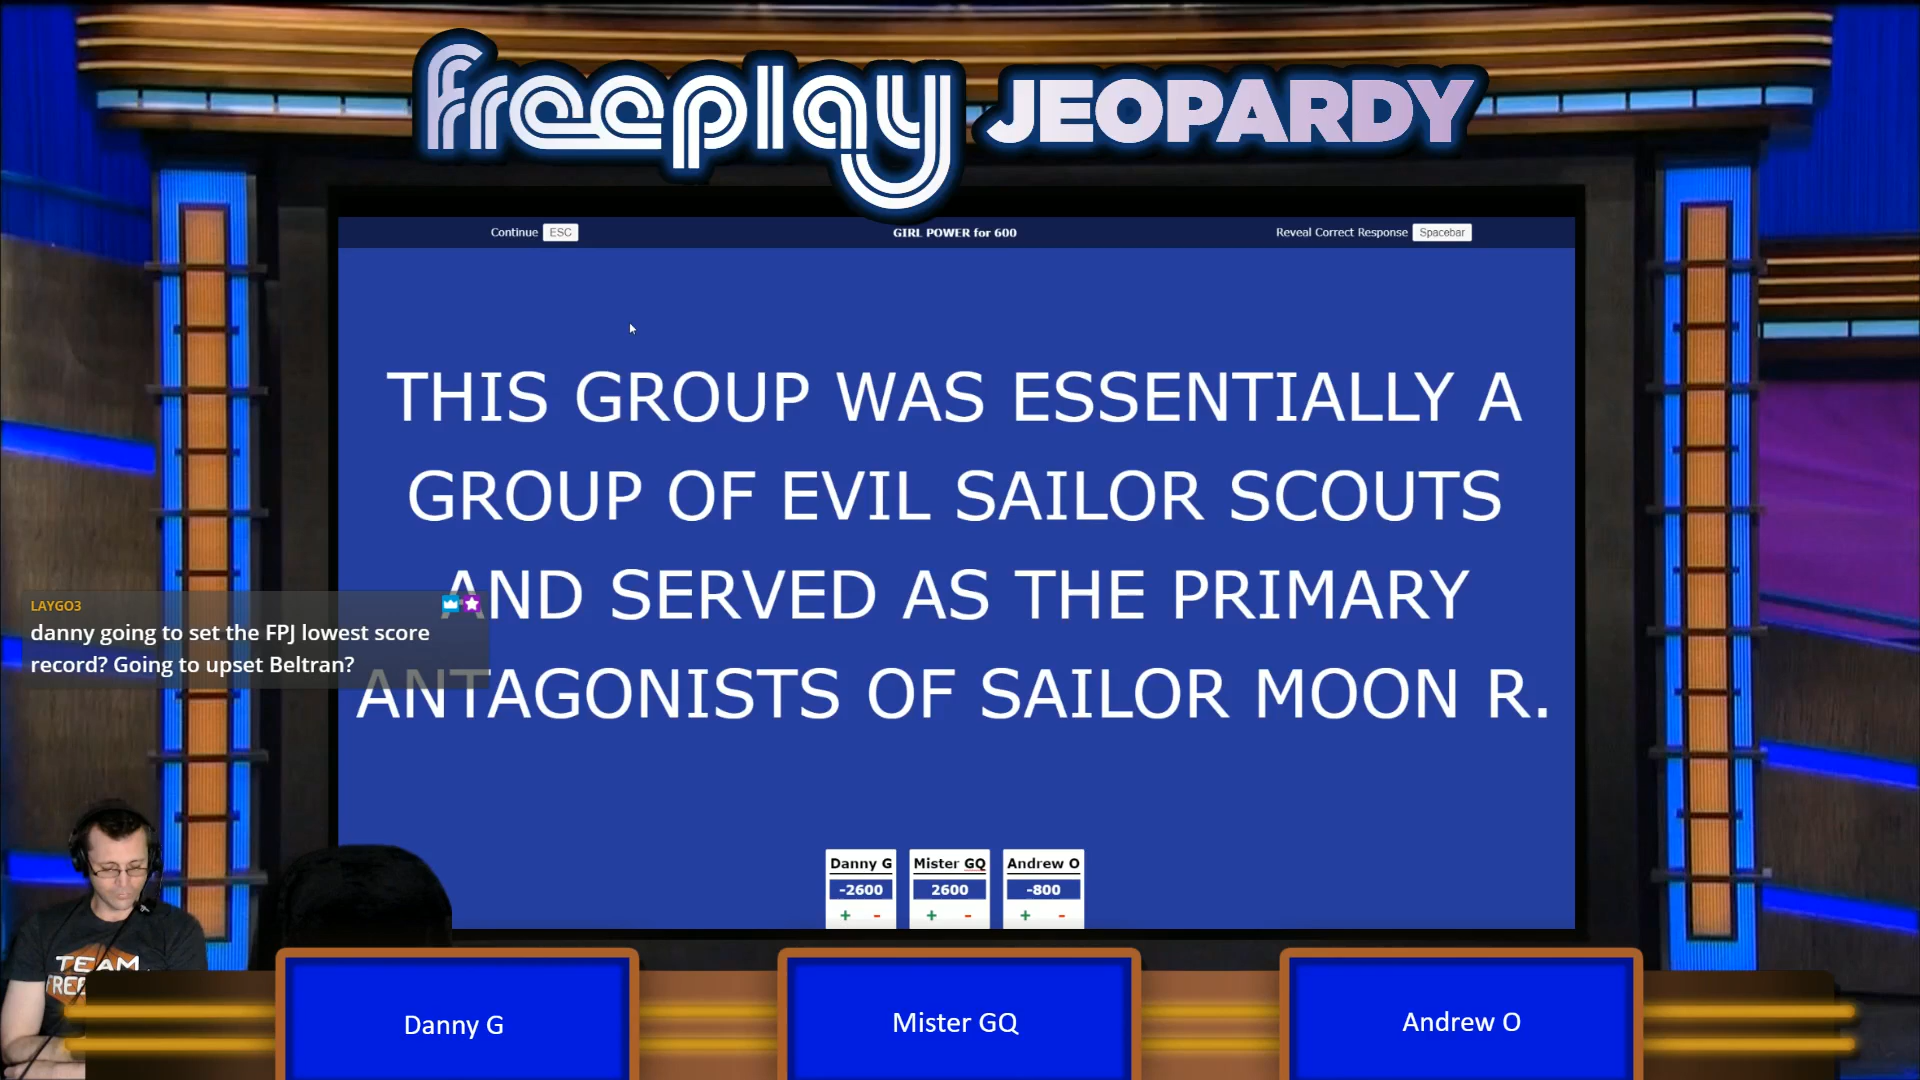 freeplay JEOPARDY
Continue ESC
GIRL POWER for 600
Reveal Correct Response Spacebar
THIS GROUP WAS ESSENTIALLY A
GROUP OF EVIL SAILOR SCOUTS
AND SERVED AS THE PRIMARY
ANTAGONISTS OF SAILOR MOON R.
LAYGO3
danny going to set the FPJ lowest score
record? Going to upset Beltran?
Danny G
-2600
+ -
Mister GQ
2600
+ -
Andrew O
-800
+ -
TEAM
Danny G
Mister GQ
Andrew O